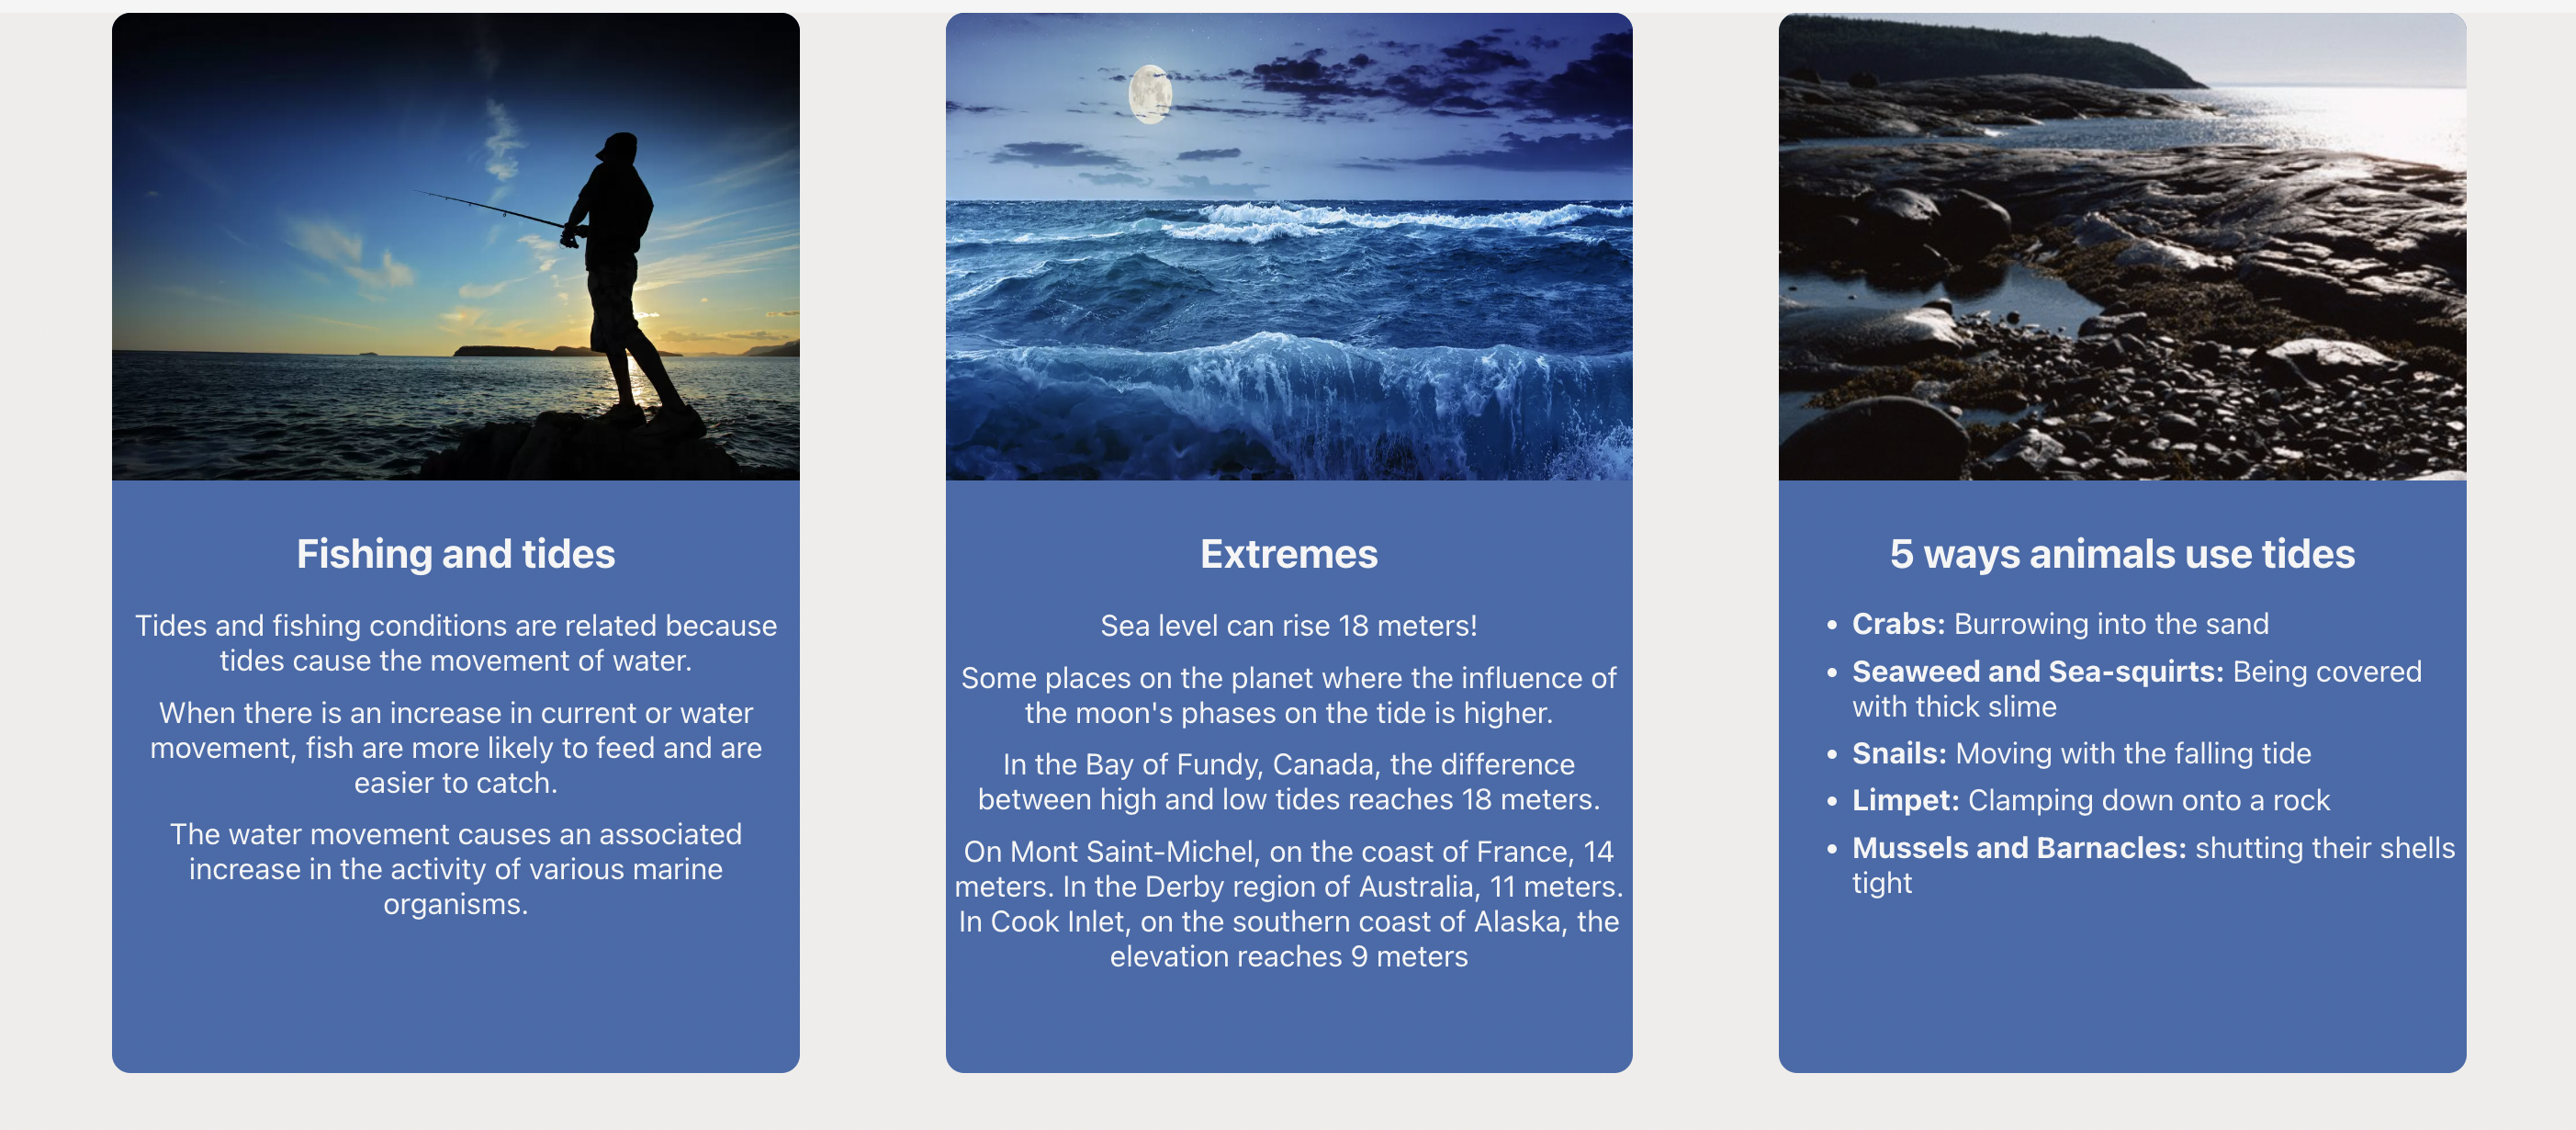 Fishing and tides
Tides and fishing conditions are related because
tides cause the movement of water.
When there is an increase in current or water
movement, fish are more likely to feed and are
easier to catch.
The water movement causes an associated
increase in the activity of various marine
organisms.
Extremes
Sea level can rise 18 meters!
Some places on the planet where the influence of
the moon's phases on the tide is higher.
In the Bay of Fundy, Canada, the difference
between high and low tides reaches 18 meters.
On Mont Saint-Michel, on the coast of France, 14
meters. In the Derby region of Australia, 11 meters.
In Cook Inlet, on the southern coast of Alaska, the
elevation reaches 9 meters
5 ways animals use tides
• Crabs: Burrowing into the sand
• Seaweed and Sea-squirts: Being covered
with thick slime
• Snails: Moving with the falling tide
• Limpet: Clamping down onto a rock
• Mussels and Barnacles: shutting their shells
tight